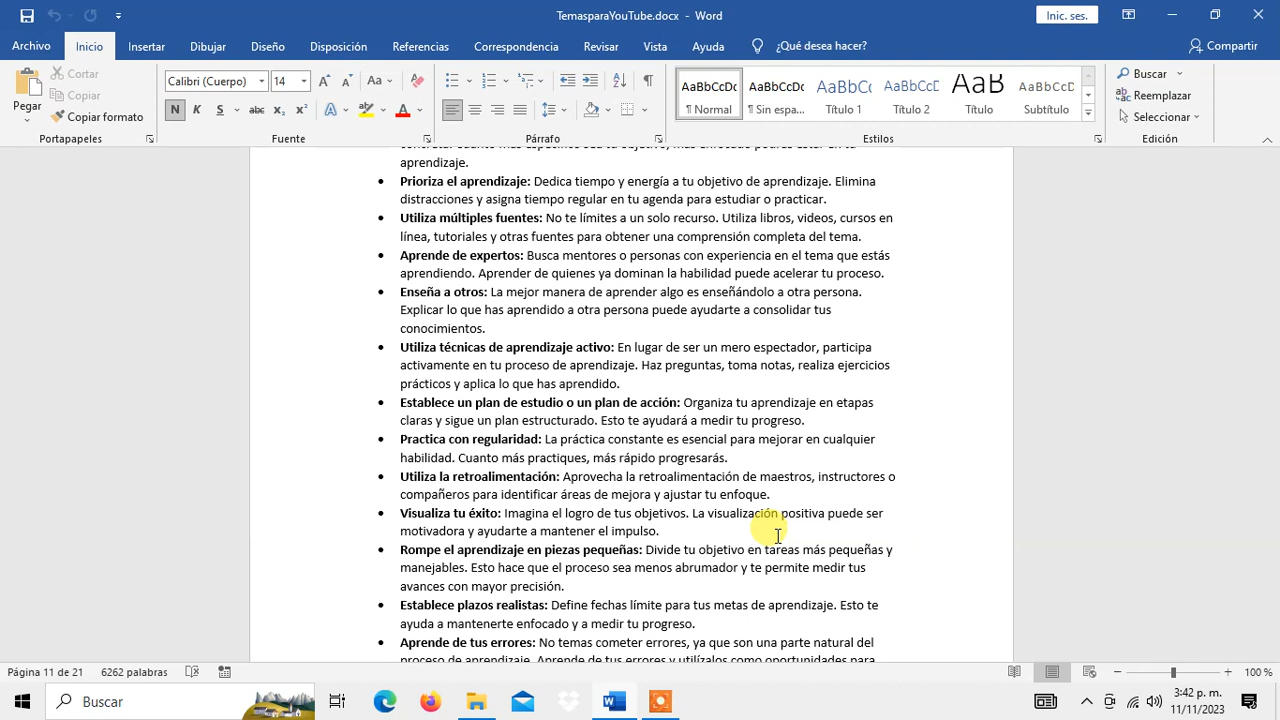 TemasparaYouTube.docx - Word
Inic. ses.
Archivo Inicio Insertar Dibujar Diseño Disposición Referencias Correspondencia Revisar Vista Ayuda ¿Qué desea hacer? Compartir
Pegar
Cortar
Copiar
Copiar formato
Portapapeles
Calibri (Cuerpo) 14
N K S abc x₂ x²
Fuente
Párrafo
AaBbCcDc AaBbCcDc AaBbCc AaBbCcD AaB AaBbCcD
¶ Normal ¶ Sin espa... Título 1 Título 2 Título Subtítulo
Estilos
Buscar
Reemplazar
Seleccionar
Edición
aprendizaje.
• Prioriza el aprendizaje: Dedica tiempo y energía a tu objetivo de aprendizaje. Elimina
distracciones y asigna tiempo regular en tu agenda para estudiar o practicar.
• Utiliza múltiples fuentes: No te límites a un solo recurso. Utiliza libros, videos, cursos en
línea, tutoriales y otras fuentes para obtener una comprensión completa del tema.
• Aprende de expertos: Busca mentores o personas con experiencia en el tema que estás
aprendiendo. Aprender de quienes ya dominan la habilidad puede acelerar tu proceso.
• Enseña a otros: La mejor manera de aprender algo es enseñándolo a otra persona.
Explicar lo que has aprendido a otra persona puede ayudarte a consolidar tus
conocimientos.
• Utiliza técnicas de aprendizaje activo: En lugar de ser un mero espectador, participa
activamente en tu proceso de aprendizaje. Haz preguntas, toma notas, realiza ejercicios
prácticos y aplica lo que has aprendido.
• Establece un plan de estudio o un plan de acción: Organiza tu aprendizaje en etapas
claras y sigue un plan estructurado. Esto te ayudará a medir tu progreso.
• Practica con regularidad: La práctica constante es esencial para mejorar en cualquier
habilidad. Cuanto más practiques, más rápido progresarás.
• Utiliza la retroalimentación: Aprovecha la retroalimentación de maestros, instructores o
compañeros para identificar áreas de mejora y ajustar tu enfoque.
• Visualiza tu éxito: Imagina el logro de tus objetivos. La visualización positiva puede ser
motivadora y ayudarte a mantener el impulso.
• Rompe el aprendizaje en piezas pequeñas: Divide tu objetivo en tareas más pequeñas y
manejables. Esto hace que el proceso sea menos abrumador y te permite medir tus
avances con mayor precisión.
• Establece plazos realistas: Define fechas límite para tus metas de aprendizaje. Esto te
ayuda a mantenerte enfocado y a medir tu progreso.
• Aprende de tus errores: No temas cometer errores, ya que son una parte natural del
proceso de aprendizaje. Aprende de tus errores y utilízalos como oportunidades para
Página 11 de 21 6262 palabras 100 %
Buscar
3:42 p. m.
11/11/2023